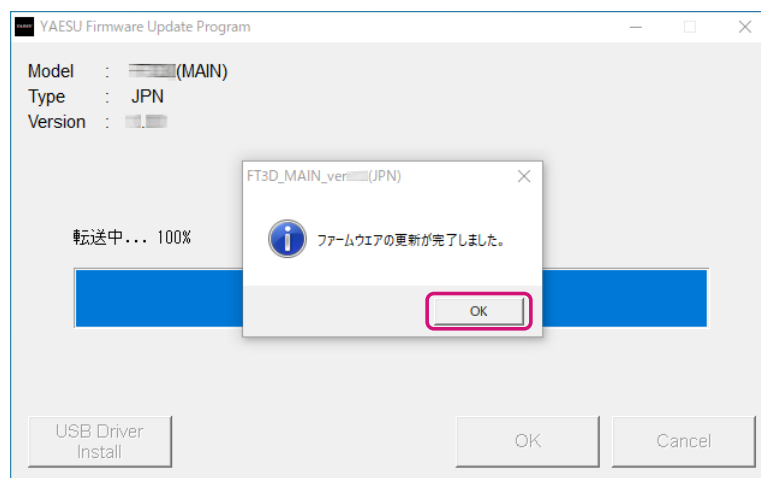 YAESU Firmware Update Program
Model : (MAIN)
Type : JPN
Version :
FT3D_MAIN_ver (JPN)
ファームウエアの更新が完了しました。
OK
転送中... 100%
USB Driver
Install
OK
Cancel